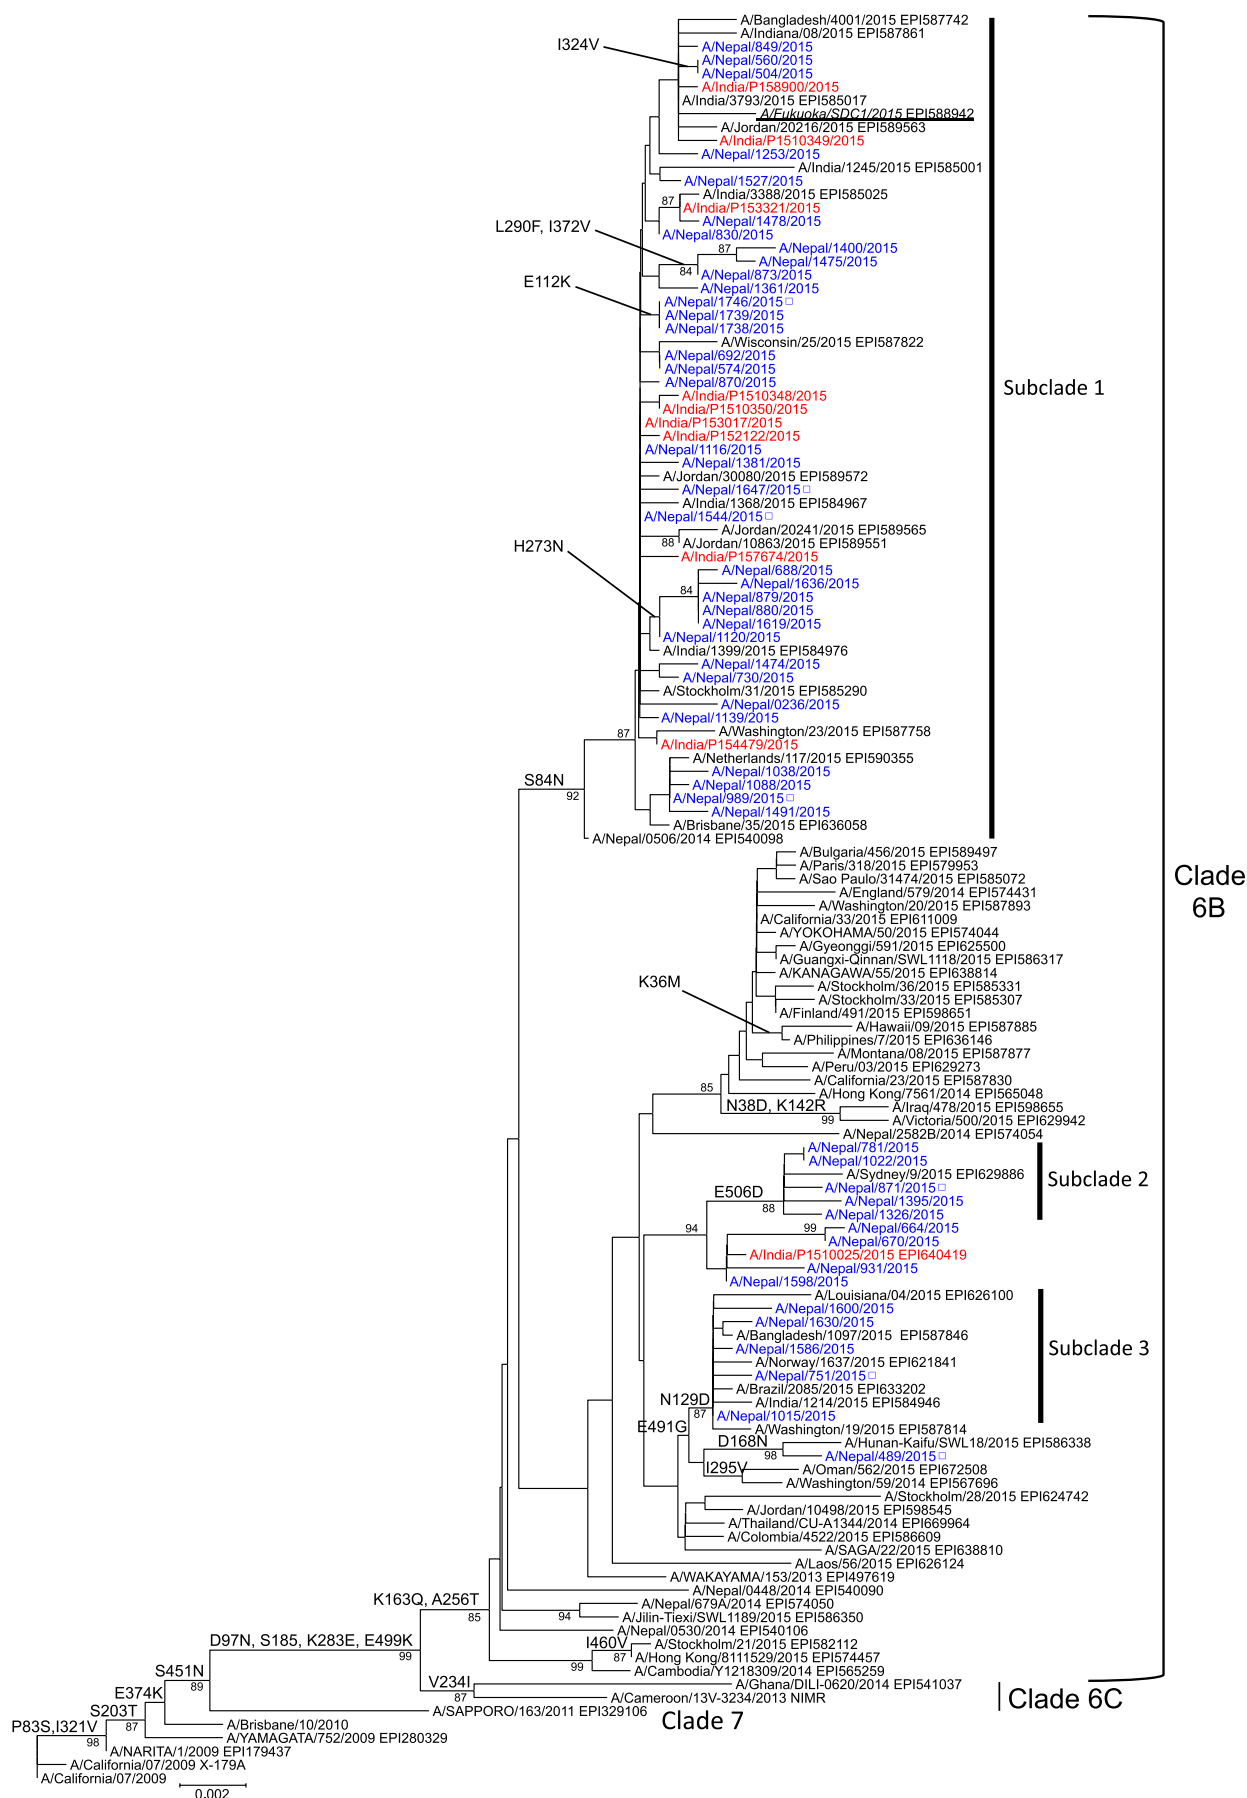 A/Bangladesh/4001/2015 EPI587742
A/Indiana/08/2015 EPI587861
I324V
A/Nepal/849/2015
A/Nepal/560/2015
A/Nepal/504/2015
A/India/P158900/2015
A/India/3793/2015 EPI585017
A/Fukuoka/SDC1/2015 EPI588942
A/Jordan/20216/2015 EPI589563
A/India/P1510349/2015
A/Nepal/1253/2015
A/India/1245/2015 EPI585001
A/Nepal/1527/2015
A/India/3388/2015 EPI585025
87
A/India/P153321/2015
A/Nepal/1478/2015
L290F, I372V
A/Nepal/830/2015
87
A/Nepal/1400/2015
A/Nepal/1475/2015
84
A/Nepal/873/2015
E112K
A/Nepal/1361/2015
A/Nepal/1746/2015 □
A/Nepal/1739/2015
A/Nepal/1738/2015
A/Wisconsin/25/2015 EPI587822
A/Nepal/692/2015
A/Nepal/574/2015
A/Nepal/870/2015
Subclade 1
A/India/P1510348/2015
A/India/P1510350/2015
A/India/P153017/2015
A/India/P152122/2015
A/Nepal/1116/2015
A/Nepal/1381/2015
A/Jordan/30080/2015 EPI589572
A/Nepal/1647/2015 □
A/India/1368/2015 EPI584967
A/Nepal/1544/2015 □
A/Jordan/20241/2015 EPI589565
88
A/Jordan/10863/2015 EPI589551
H273N
A/India/P157674/2015
A/Nepal/688/2015
A/Nepal/1636/2015
84
A/Nepal/879/2015
A/Nepal/880/2015
A/Nepal/1619/2015
A/Nepal/1120/2015
A/India/1399/2015 EPI584976
A/Nepal/1474/2015
A/Nepal/730/2015
A/Stockholm/31/2015 EPI585290
A/Nepal/0236/2015
A/Nepal/1139/2015
A/Washington/23/2015 EPI587758
87
A/India/P154479/2015
A/Netherlands/117/2015 EPI590355
A/Nepal/1038/2015
S84N
A/Nepal/1088/2015
92
A/Nepal/989/2015 □
A/Nepal/1491/2015
A/Brisbane/35/2015 EPI636058
A/Nepal/0506/2014 EPI540098
A/Bulgaria/456/2015 EPI589497
A/Paris/318/2015 EPI579953
A/Sao Paulo/31474/2015 EPI585072
Clade
6B
A/England/579/2014 EPI574431
A/Washington/20/2015 EPI587893
A/California/33/2015 EPI611009
A/YOKOHAMA/50/2015 EPI574044
A/Gyeonggi/591/2015 EPI625500
A/Guangxi-Qinnan/SWL1118/2015 EPI586317
A/KANAGAWA/55/2015 EPI638814
K36M
A/Stockholm/36/2015 EPI585331
A/Stockholm/33/2015 EPI585307
A/Finland/491/2015 EPI598651
A/Hawaii/09/2015 EPI587885
A/Philippines/7/2015 EPI636146
A/Montana/08/2015 EPI587877
A/Peru/03/2015 EPI629273
A/California/23/2015 EPI587830
85
A/Hong Kong/7561/2014 EPI565048
N38D, K142R
A/Iraq/478/2015 EPI598655
99
A/Victoria/500/2015 EPI629942
A/Nepal/2582B/2014 EPI574054
A/Nepal/781/2015
A/Nepal/1022/2015
A/Sydney/9/2015 EPI629886
Subclade 2
E506D
A/Nepal/871/2015 □
88
A/Nepal/1395/2015
A/Nepal/1326/2015
94
99
A/Nepal/664/2015
A/Nepal/670/2015
A/India/P1510025/2015 EPI640419
A/Nepal/931/2015
A/Nepal/1598/2015
A/Louisiana/04/2015 EPI626100
A/Nepal/1600/2015
A/Nepal/1630/2015
A/Bangladesh/1097/2015 EPI587846
A/Nepal/1586/2015
Subclade 3
A/Norway/1637/2015 EPI621841
A/Nepal/751/2015 □
A/Brazil/2085/2015 EPI633202
N129D
A/India/1214/2015 EPI584946
87
A/Nepal/1015/2015
E491G
A/Washington/19/2015 EPI587814
D168N
A/Hunan-Kaifu/SWL18/2015 EPI586338
98
A/Nepal/489/2015 □
I295V
A/Oman/562/2015 EPI672508
A/Washington/59/2014 EPI567696
A/Stockholm/28/2015 EPI624742
A/Jordan/10498/2015 EPI598545
A/Thailand/CU-A1344/2014 EPI669964
A/Colombia/4522/2015 EPI586609
A/SAGA/22/2015 EPI638810
A/Laos/56/2015 EPI626124
A/WAKAYAMA/153/2013 EPI497619
A/Nepal/0448/2014 EPI540090
K163Q, A256T
A/Nepal/679A/2014 EPI574050
85
94
A/Jilin-Tiexi/SWL1189/2015 EPI586350
A/Nepal/0530/2014 EPI540106
D97N, S185, K283E, E499K
I460V
A/Stockholm/21/2015 EPI582112
99
87
A/Hong Kong/8111529/2015 EPI574457
99
A/Cambodia/Y1218309/2014 EPI565259
S451N
V234I
A/Ghana/DILI-0620/2014 EPI541037
89
87
A/Cameroon/13V-3234/2013 NIMR
Clade 6C
E374K
A/SAPPORO/163/2011 EPI329106
Clade 7
S203T
P83S,I321V
87
A/Brisbane/10/2010
98
A/YAMAGATA/752/2009 EPI280329
A/NARITA/1/2009 EPI179437
A/California/07/2009 X-179A
A/California/07/2009
0.002